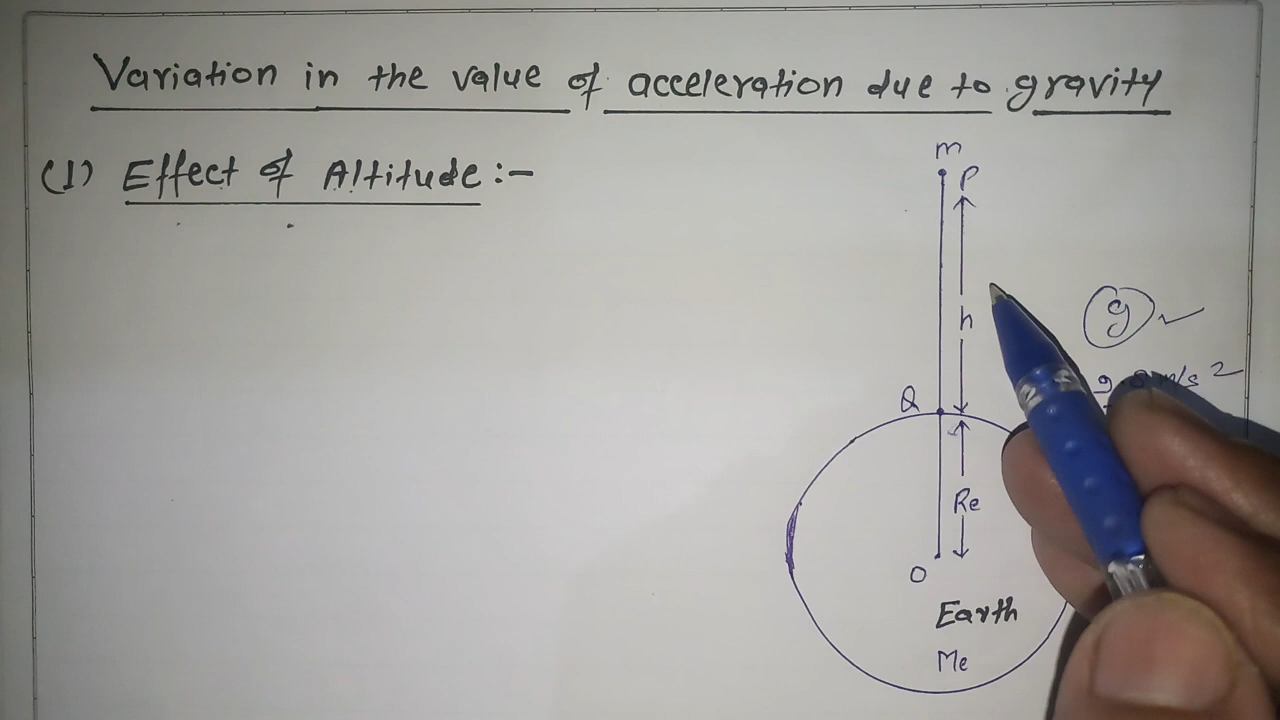 Variation in the value of acceleration due to gravity
(1) Effect of Altitude :-
m
P
h
g
Q
Re
O
Earth
Me